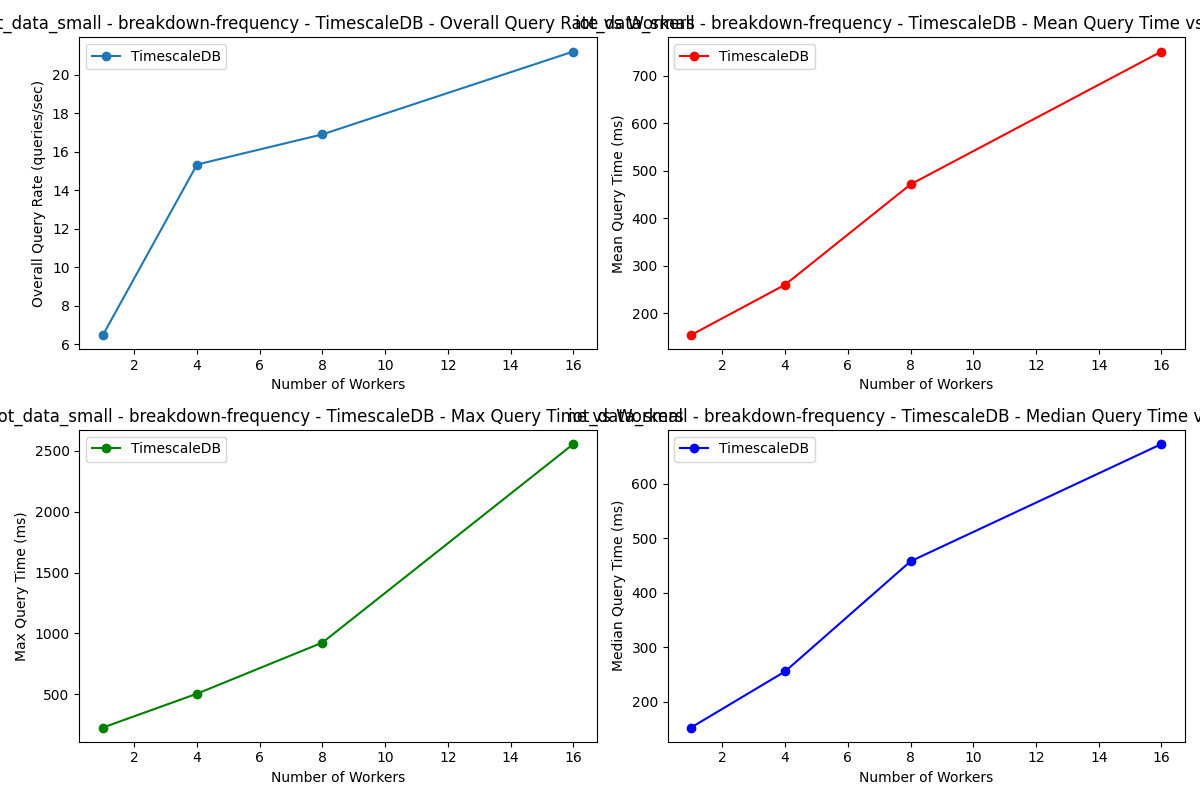 t_data_small - breakdown-frequency - TimescaleDB - Overall Query Rate vs Workers
iot_data_small - breakdown-frequency - TimescaleDB - Mean Query Time vs
TimescaleDB
20
18
16
14
12
10
8
6
Overall Query Rate (queries/sec)
2 4 6 8 10 12 14 16
Number of Workers
TimescaleDB
700
600
500
400
300
200
Mean Query Time (ms)
2 4 6 8 10 12 14 16
Number of Workers
ot_data_small - breakdown-frequency - TimescaleDB - Max Query Time vs Workers
iot_data_small - breakdown-frequency - TimescaleDB - Median Query Time v
TimescaleDB
2500
2000
1500
1000
500
Max Query Time (ms)
2 4 6 8 10 12 14 16
Number of Workers
TimescaleDB
600
500
400
300
200
Median Query Time (ms)
2 4 6 8 10 12 14 16
Number of Workers